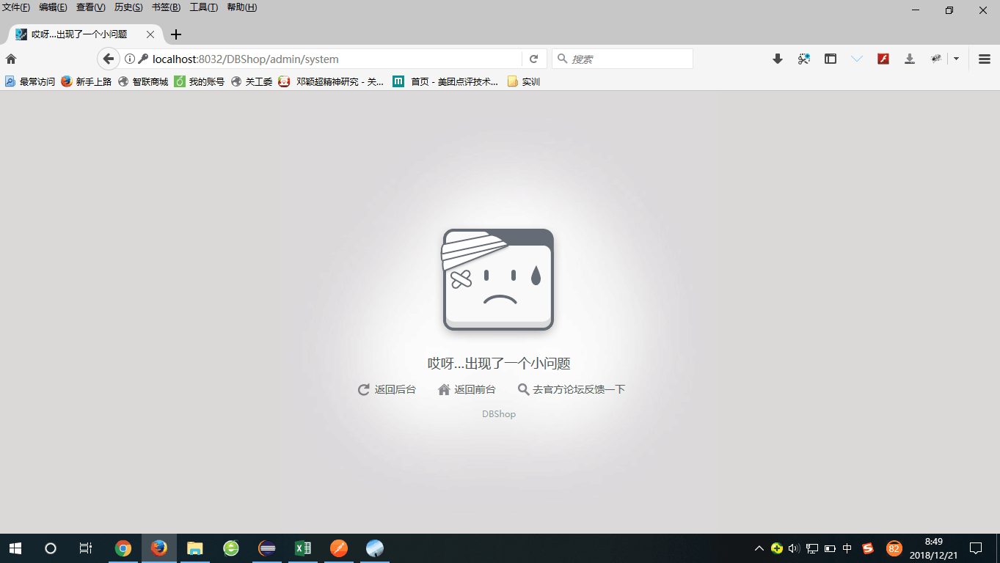 文件(F) 编辑(E) 查看(V) 历史(S) 书签(B) 工具(T) 帮助(H)
哎呀...出现了一个小问题
localhost:8032/DBShop/admin/system 搜索
最常访问 新手上路 智联商城 我的账号 关工委 邓颖超精神研究 - 关... 首页 - 美团点评技术... 实训
哎呀...出现了一个小问题
返回后台 返回前台 去官方论坛反馈一下
DBShop
中 82 8:49
2018/12/21